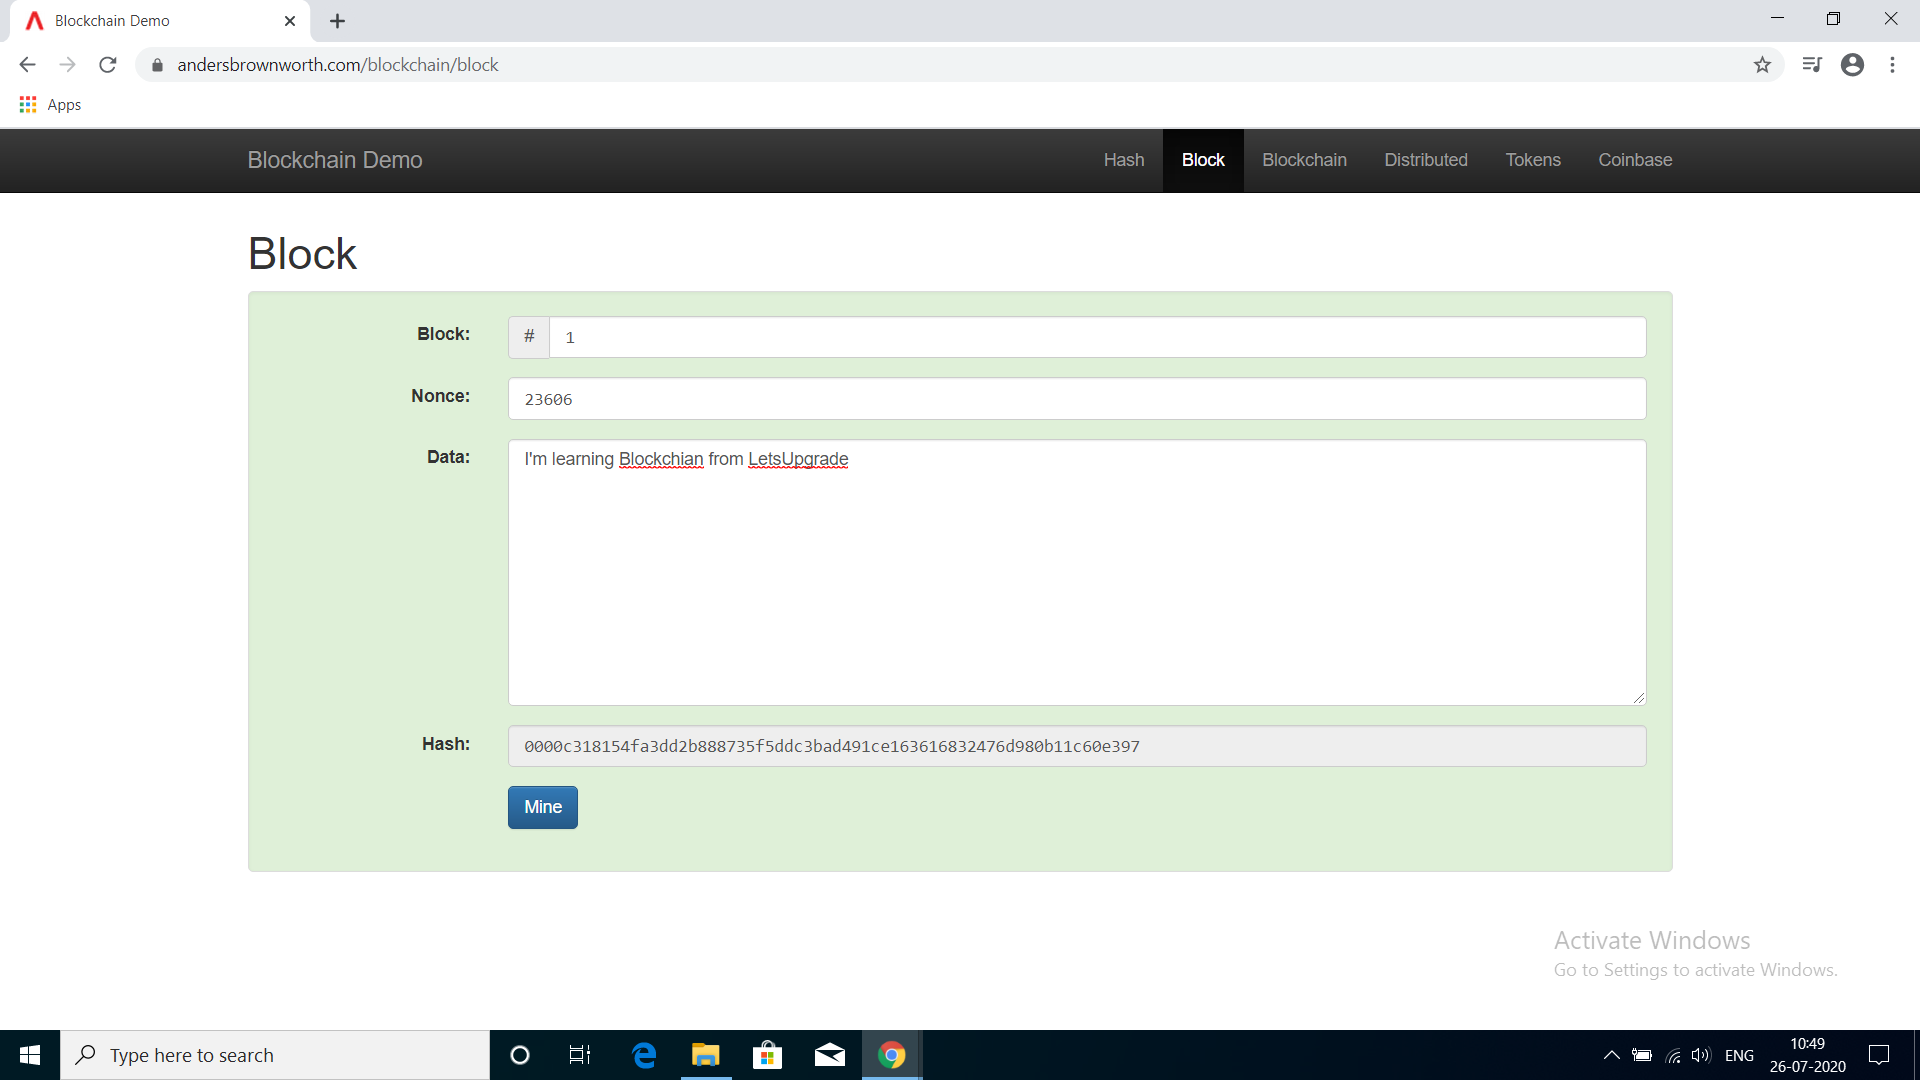 Blockchain Demo
andersbrownworth.com/blockchain/block
Apps
Blockchain Demo
Hash
Block
Blockchain
Distributed
Tokens
Coinbase
Block
Block:
#
1
Nonce:
23606
Data:
I'm learning Blockchian from LetsUpgrade
Hash:
0000c318154fa3dd2b888735f5ddc3bad491ce163616832476d980b11c60e397
Mine
Activate Windows
Go to Settings to activate Windows.
Type here to search
ENG
10:49
26-07-2020